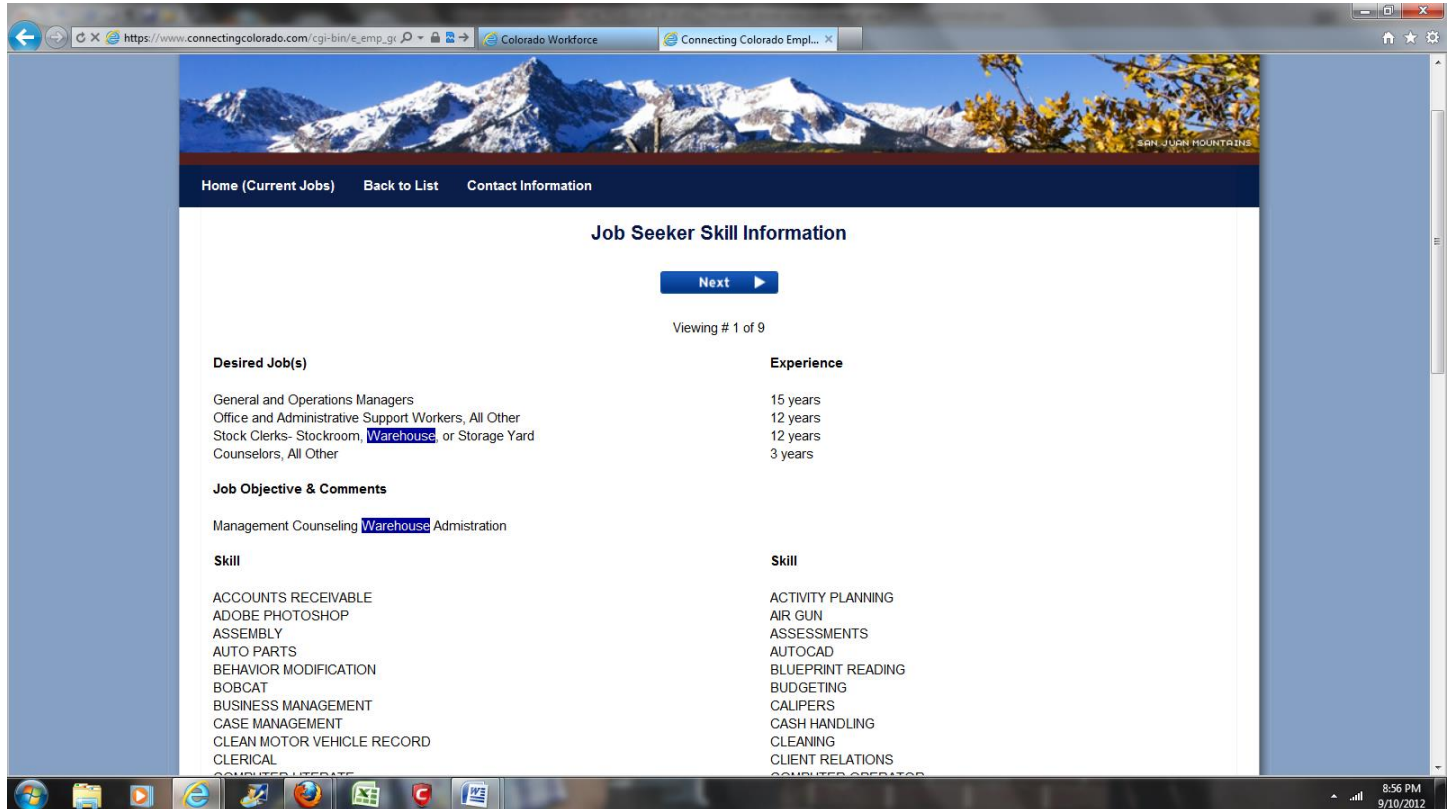 https://www.connectingcolorado.com/cgi-bin/e_emp_g
Colorado Workforce
Connecting Colorado Empl...
SAN JUAN MOUNTAINS
Home (Current Jobs) Back to List Contact Information
Job Seeker Skill Information
Next
Viewing # 1 of 9
Desired Job(s) Experience
General and Operations Managers 15 years
Office and Administrative Support Workers, All Other 12 years
Stock Clerks- Stockroom, Warehouse, or Storage Yard 12 years
Counselors, All Other 3 years
Job Objective & Comments
Management Counseling Warehouse Admistration
Skill Skill
ACCOUNTS RECEIVABLE ACTIVITY PLANNING
ADOBE PHOTOSHOP AIR GUN
ASSEMBLY ASSESSMENTS
AUTO PARTS AUTOCAD
BEHAVIOR MODIFICATION BLUEPRINT READING
BOBCAT BUDGETING
BUSINESS MANAGEMENT CALIPERS
CASE MANAGEMENT CASH HANDLING
CLEAN MOTOR VEHICLE RECORD CLEANING
CLERICAL CLIENT RELATIONS
COMPUTER LITERATE COMPUTER OPERATOR
8:56 PM
9/10/2012